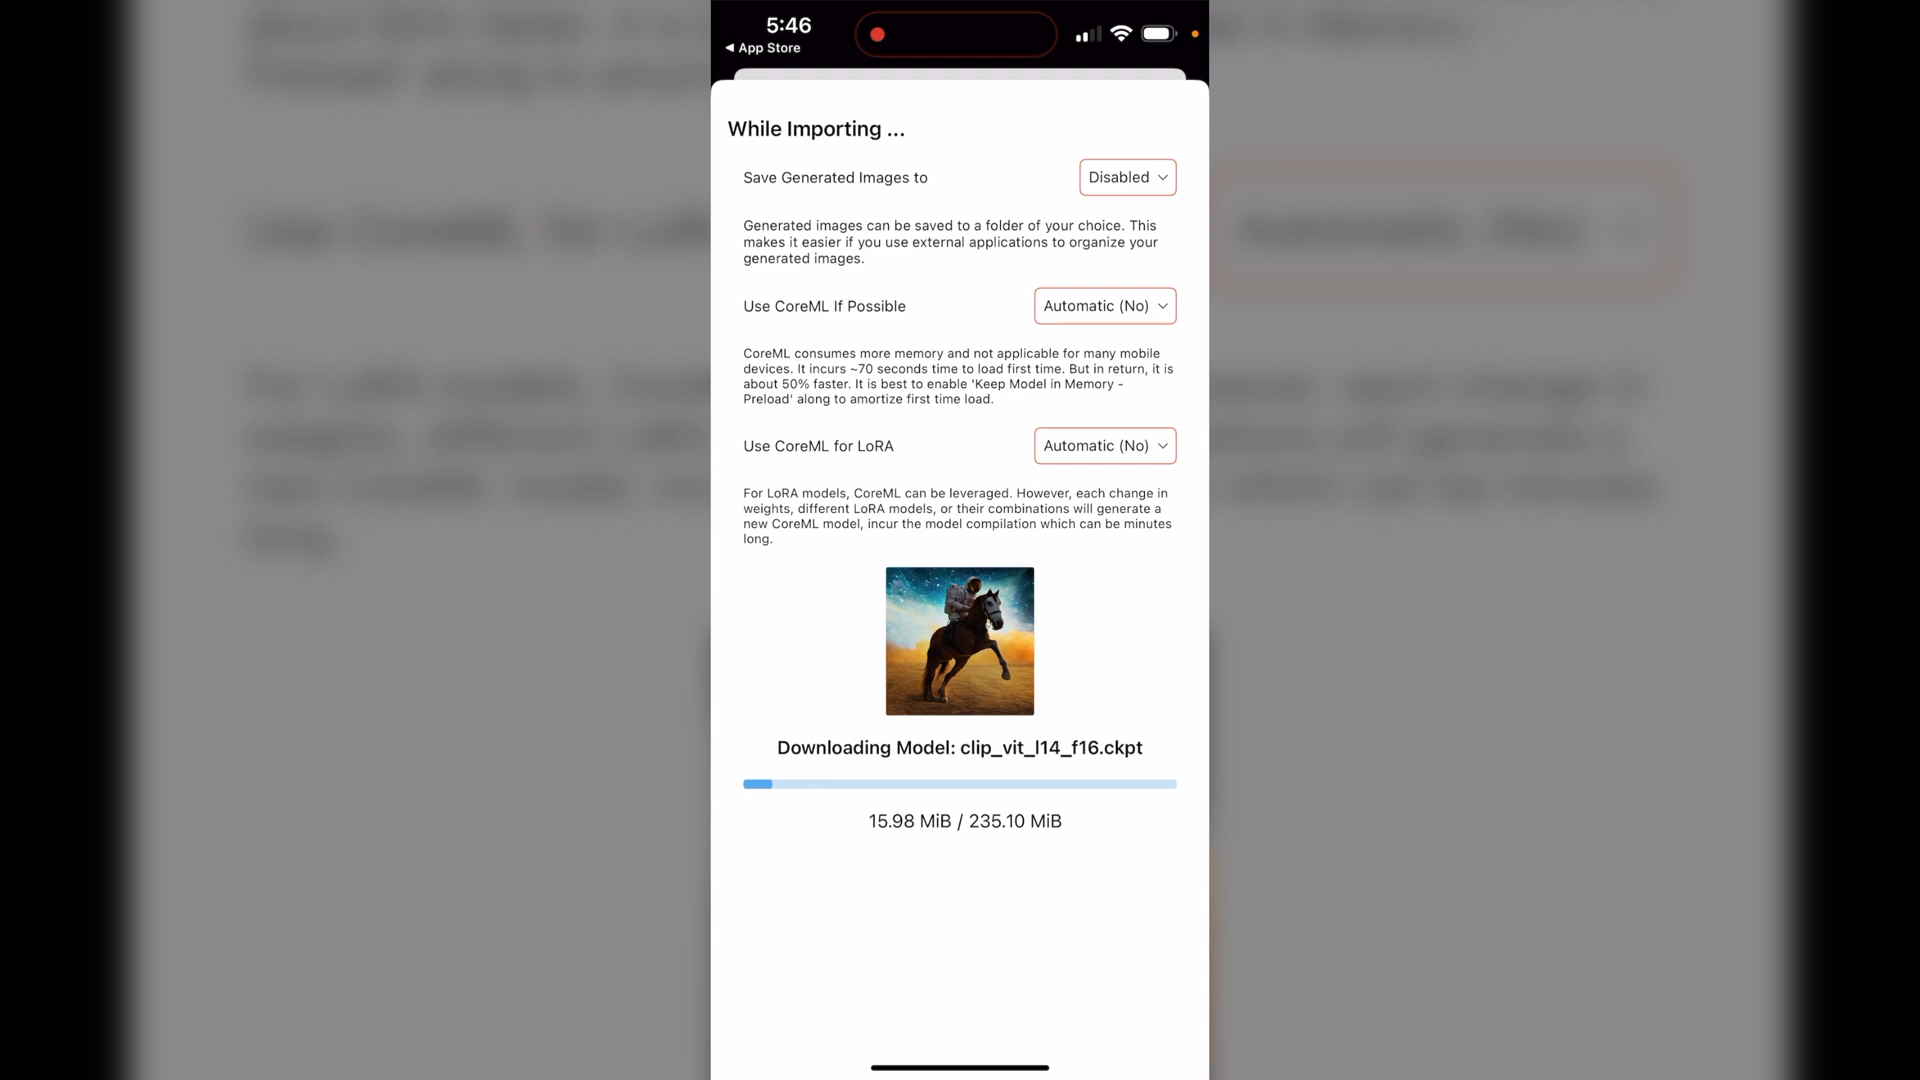 5:46
◀ App Store
While Importing ...
Save Generated Images to
Disabled
Generated images can be saved to a folder of your choice. This
makes it easier if you use external applications to organize your
generated images.
Use CoreML If Possible
Automatic (No)
CoreML consumes more memory and not applicable for many mobile
devices. It incurs ~70 seconds time to load first time. But in return, it is
about 50% faster. It is best to enable 'Keep Model in Memory -
Preload' along to amortize first time load.
Use CoreML for LoRA
Automatic (No)
For LoRA models, CoreML can be leveraged. However, each change in
weights, different LoRA models, or their combinations will generate a
new CoreML model, incur the model compilation which can be minutes
long.
Downloading Model: clip_vit_l14_f16.ckpt
15.98 MiB / 235.10 MiB